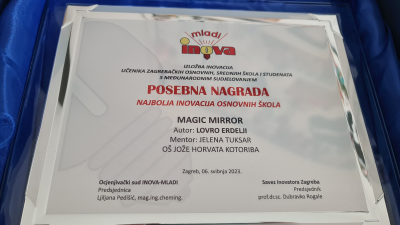 mladi
inova
IZLOŽBA INOVACIJA
UČENIKA ZAGREBAČKIH OSNOVNIH, SREDNJIH ŠKOLA I STUDENATA
S MEĐUNARODNIM SUDJELOVANJEM
POSEBNA NAGRADA
NAJBOLJA INOVACIJA OSNOVNIH ŠKOLA
MAGIC MIRROR
Autor: LOVRO ERDELJI
Mentor: JELENA TUKSAR
OŠ JOŽE HORVATA KOTORIBA
Zagreb, 06. svibnja 2023.
Ocjenjivački sud INOVA-MLADI
Predsjednica
Ljiljana Pedišić, mag.ing.cheming.
Savez inovatora Zagreba
Predsjednik
prof.dr.sc. Dubravko Rogale